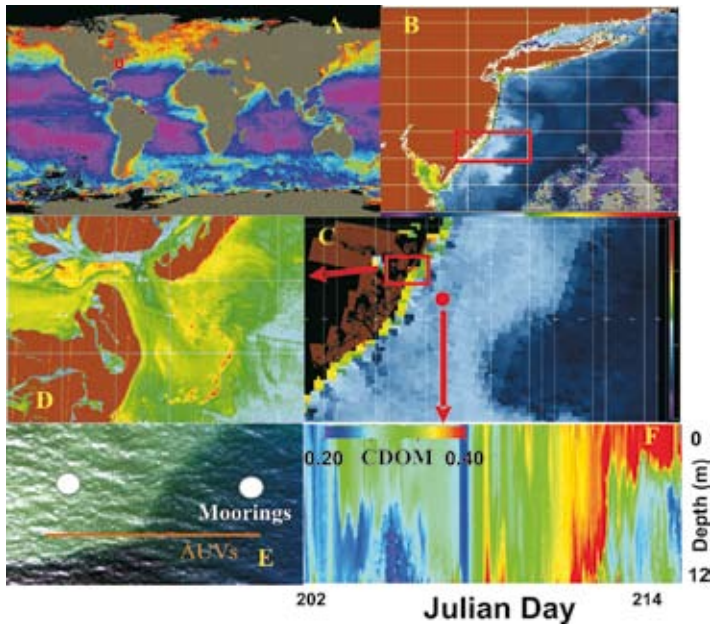 A
B
C
D
0.20 CDOM 0.40
F
0
Moorings
AUVs
E
Depth (m)
12
202
Julian Day
214